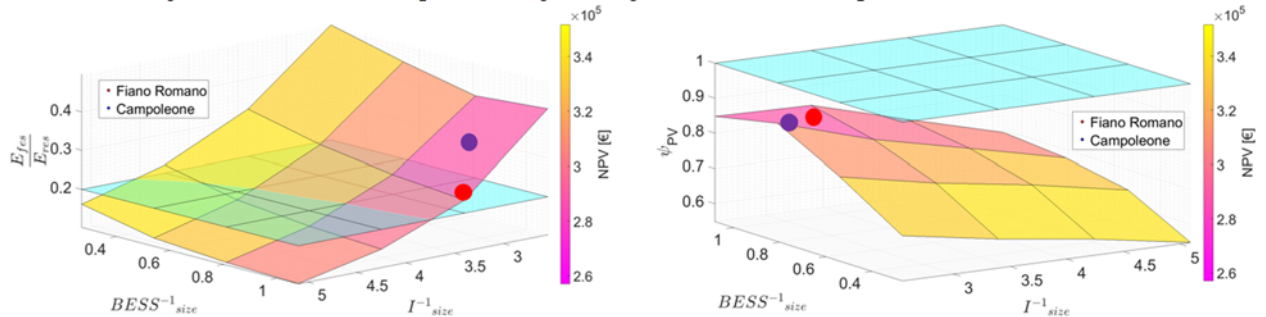 ×10⁵
3.4
3.2
3
2.8
2.6
NPV [€]
Fiano Romano
Campoleone
E_fes
E_res
0.4
0.3
0.2
0.4
0.6
0.8
1
BESS⁻¹_size
5
4.5
4
3.5
3
I⁻¹_size
×10⁵
3.4
3.2
3
2.8
2.6
NPV [€]
Fiano Romano
Campoleone
ψ_PV
1
0.9
0.8
0.7
0.6
1
0.8
0.6
0.4
BESS⁻¹_size
3
3.5
4
4.5
5
I⁻¹_size